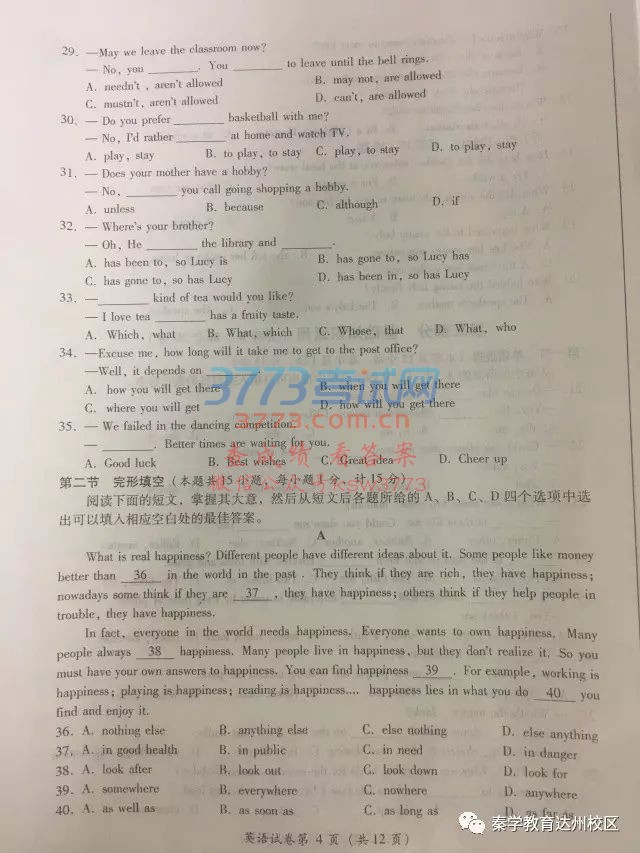 29. —May we leave the classroom now?
— No, you ________. You ________ to leave until the bell rings.
A. needn't, aren't allowed B. may not, are allowed
C. mustn't, aren't allowed D. can't, are allowed
30. — Do you prefer ________ basketball with me?
— No, I'd rather ________ at home and watch TV.
A. play, stay B. to play, to stay C. play, to stay D. to play, stay
31. — Does your mother have a hobby?
— No, ________ you call going shopping a hobby.
A. unless B. because C. although D. if
32. — Where's your brother?
— Oh, He ________ the library and ________.
A. has been to, so Lucy is B. has gone to, so Lucy has
C. has gone to, so has Lucy D. has been in, so has Lucy
33. —________ kind of tea would you like?
— I love tea ________ has a fruity taste.
A. Which, what B. What, which C. Whose, that D. What, who
34. —Excuse me, how long will it take me to get to the post office?
—Well, it depends on ________.
A. how you will get there B. when you will get there
C. where you will get D. how will you get there
3773考试网
3773.com.cn
35. — We failed in the dancing competition.
— ________. Better times are waiting for you.
A. Good luck B. Best wishes C. Great idea D. Cheer up
查成绩 看答案
微信公众号:sw3773
第二节 完形填空(本题共15小题,每小题1分,计15分)
阅读下面的短文,掌握其大意,然后从短文后各题所给的 A、B、C、D 四个选项中选
出可以填入相应空白处的最佳答案。
A
What is real happiness? Different people have different ideas about it. Some people like money
better than 36 in the world in the past . They think if they are rich, they have happiness;
nowadays some think if they are 37 , they have happiness; others think if they help people in
trouble, they have happiness.
In fact, everyone in the world needs happiness. Everyone wants to own happiness. Many
people always 38 happiness. Many people live in happiness, but they don't realize it. So you
must have your own answers to happiness. You can find happiness 39 . For example, working is
happiness; playing is happiness; reading is happiness.... happiness lies in what you do 40 you
find and enjoy it.
36. A. nothing else B. anything else C. else nothing D. else anything
37. A. in good health B. in public C. in need D. in danger
38. A. look after B. look out C. look down D. look for
39. A. somewhere B. everywhere C. nowhere D. anywhere
40. A. as well as B. as soon as C. as long as D. as far as
英语试卷第 4 页(共12页)
秦学教育达州校区